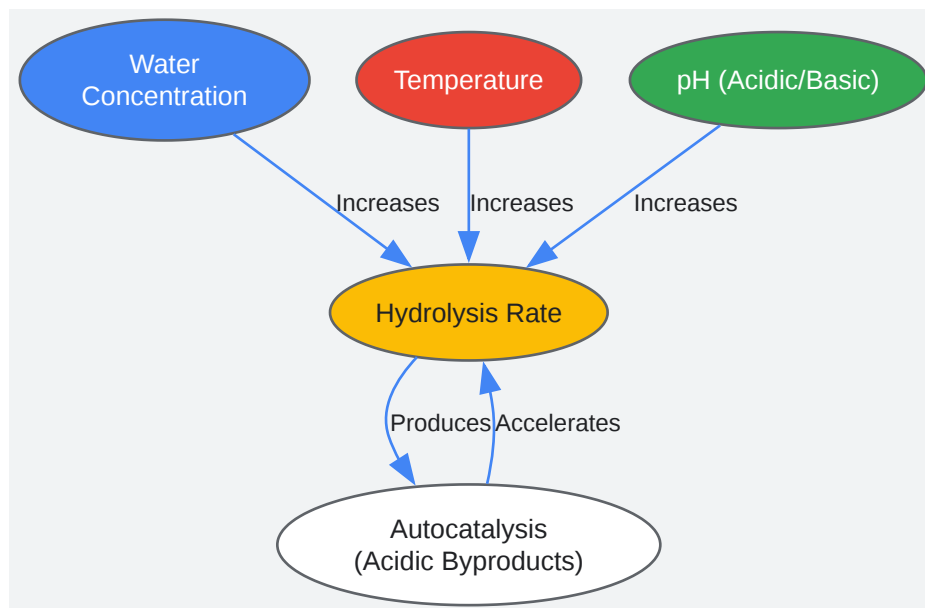 Water
Concentration
Temperature
pH (Acidic/Basic)
Increases
Increases
Increases
Hydrolysis Rate
Produces
Accelerates
Autocatalysis
(Acidic Byproducts)